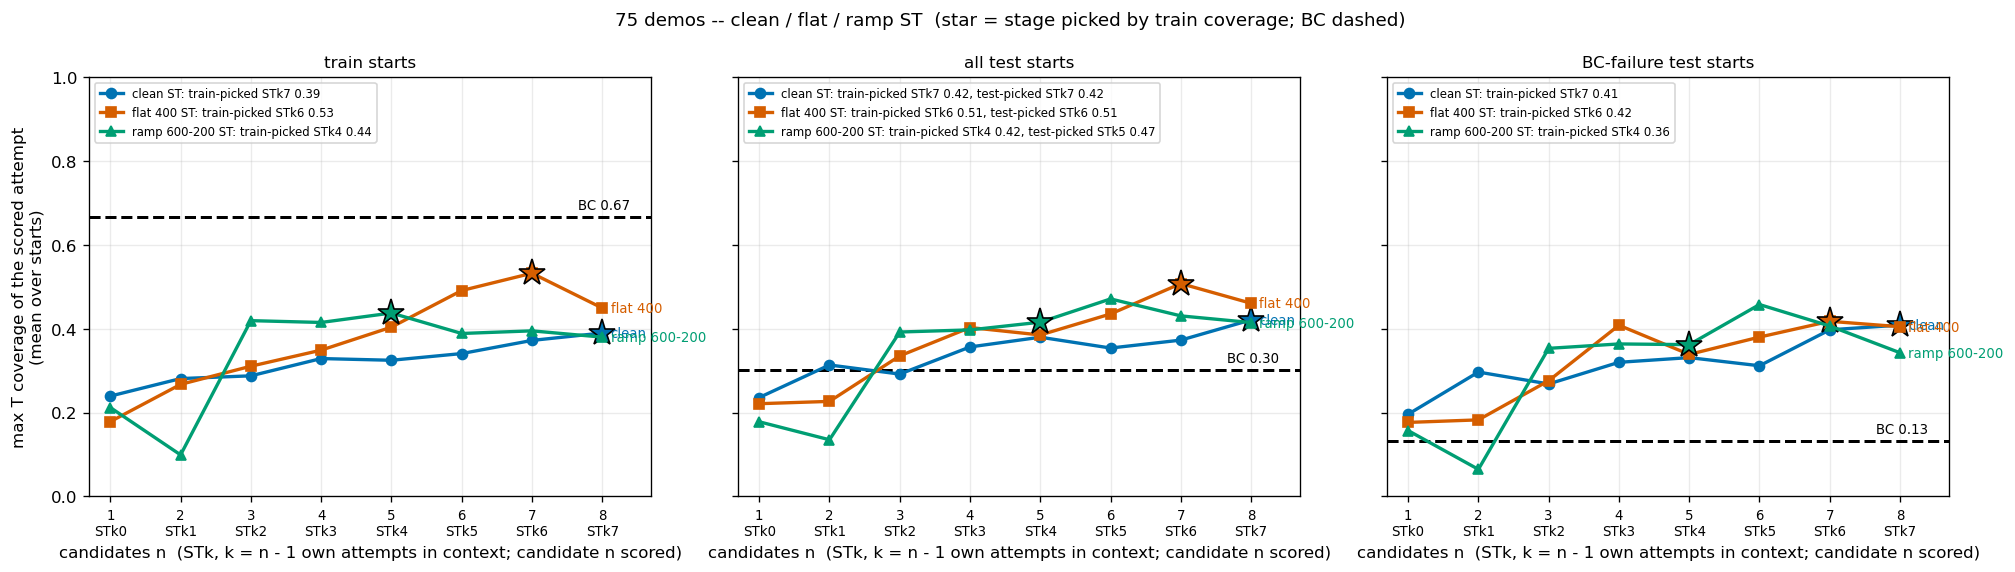 75 demos -- clean / flat / ramp ST  (star = stage picked by train coverage; BC dashed)
train starts
clean ST: train-picked STk7 0.39
flat 400 ST: train-picked STk6 0.53
ramp 600-200 ST: train-picked STk4 0.44
max T coverage of the scored attempt
(mean over starts)
1.0
0.8
0.6
0.4
0.2
0.0
BC 0.67
flat 400
clean
ramp 600-200
1 2 3 4 5 6 7 8
STk0 STk1 STk2 STk3 STk4 STk5 STk6 STk7
candidates n  (STk, k = n - 1 own attempts in context; candidate n scored)
all test starts
clean ST: train-picked STk7 0.42, test-picked STk7 0.42
flat 400 ST: train-picked STk6 0.51, test-picked STk6 0.51
ramp 600-200 ST: train-picked STk4 0.42, test-picked STk5 0.47
flat 400
clean
ramp 600-200
BC 0.30
1 2 3 4 5 6 7 8
STk0 STk1 STk2 STk3 STk4 STk5 STk6 STk7
candidates n  (STk, k = n - 1 own attempts in context; candidate n scored)
BC-failure test starts
clean ST: train-picked STk7 0.41
flat 400 ST: train-picked STk6 0.42
ramp 600-200 ST: train-picked STk4 0.36
clean
flat 400
ramp 600-200
BC 0.13
1 2 3 4 5 6 7 8
STk0 STk1 STk2 STk3 STk4 STk5 STk6 STk7
candidates n  (STk, k = n - 1 own attempts in context; candidate n scored)